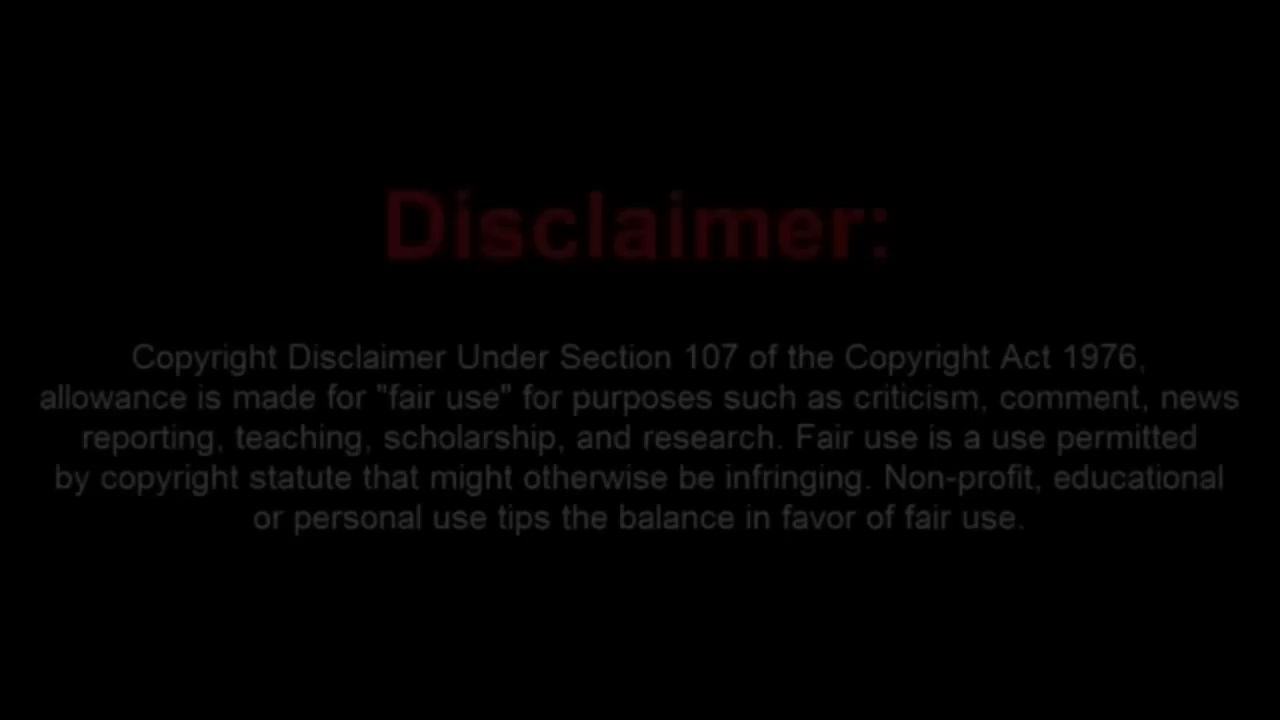 Disclaimer:
Copyright Disclaimer Under Section 107 of the Copyright Act 1976,
allowance is made for "fair use" for purposes such as criticism, comment, news
reporting, teaching, scholarship, and research. Fair use is a use permitted
by copyright statute that might otherwise be infringing. Non-profit, educational
or personal use tips the balance in favor of fair use.